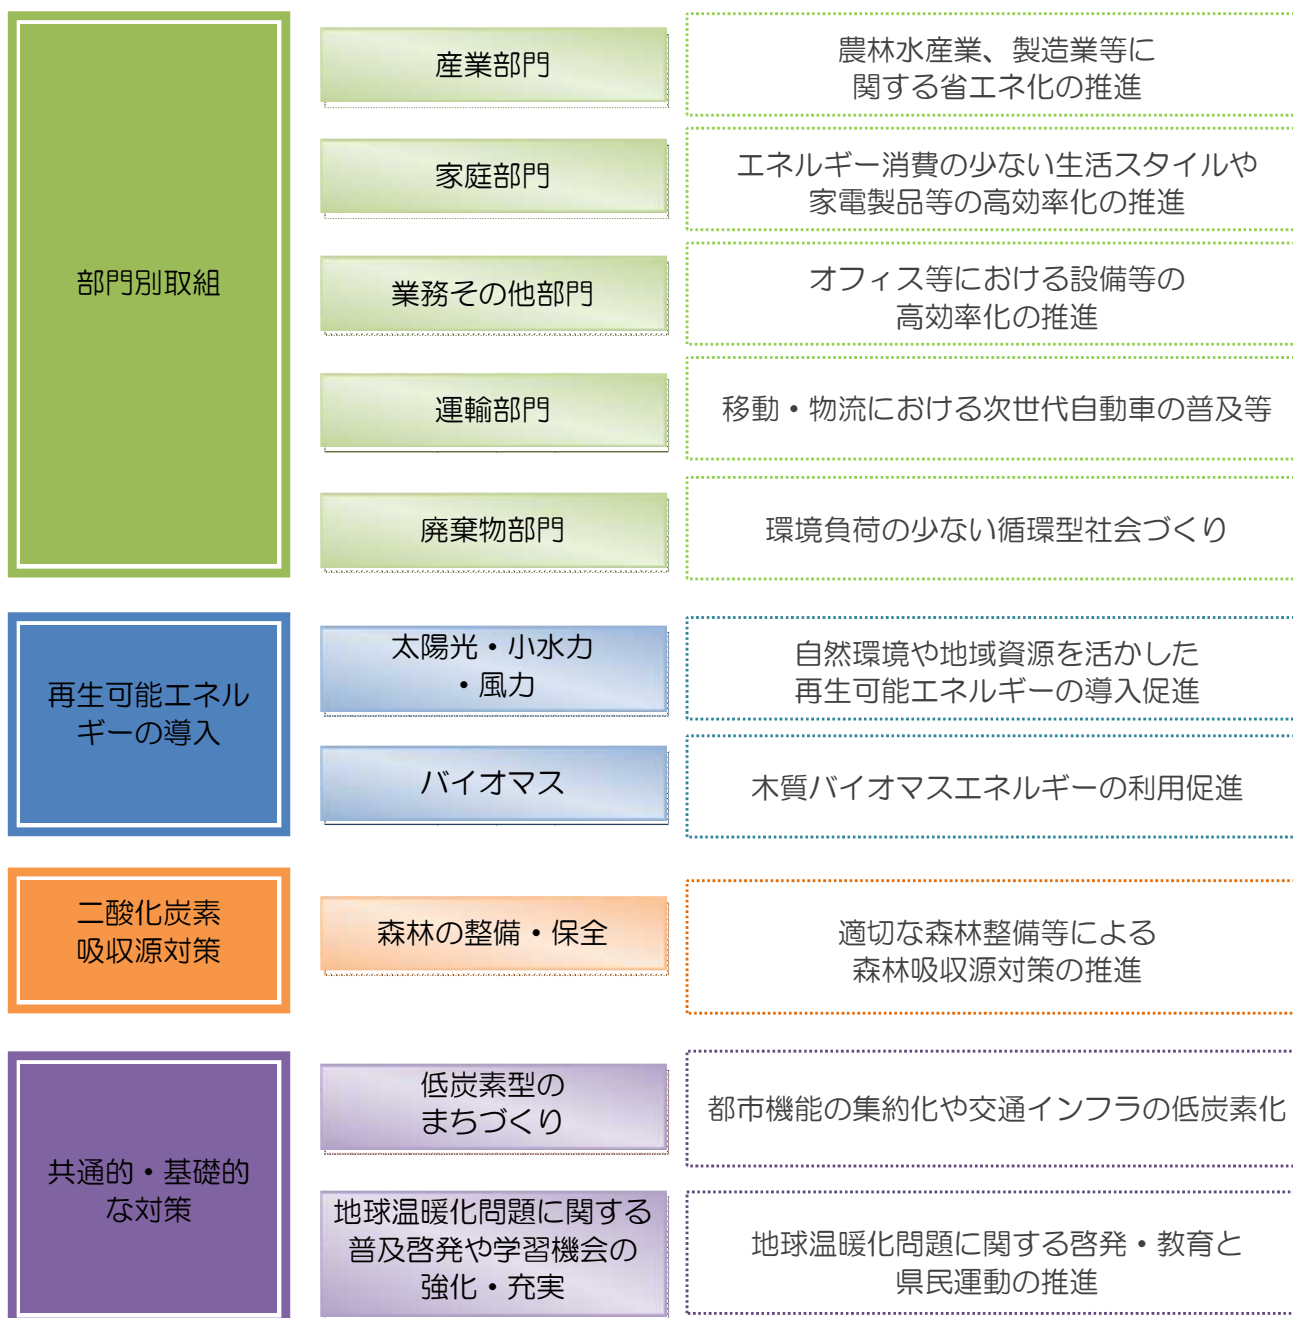 部門別取組
産業部門
農林水産業、製造業等に
関する省エネ化の推進
家庭部門
エネルギー消費の少ない生活スタイルや
家電製品等の高効率化の推進
業務その他部門
オフィス等における設備等の
高効率化の推進
運輸部門
移動・物流における次世代自動車の普及等
廃棄物部門
環境負荷の少ない循環型社会づくり
再生可能エネル
ギーの導入
太陽光・小水力
・風力
自然環境や地域資源を活かした
再生可能エネルギーの導入促進
バイオマス
木質バイオマスエネルギーの利用促進
二酸化炭素
吸収源対策
森林の整備・保全
適切な森林整備等による
森林吸収源対策の推進
共通的・基礎的
な対策
低炭素型の
まちづくり
都市機能の集約化や交通インフラの低炭素化
地球温暖化問題に関する
普及啓発や学習機会の
強化・充実
地球温暖化問題に関する啓発・教育と
県民運動の推進